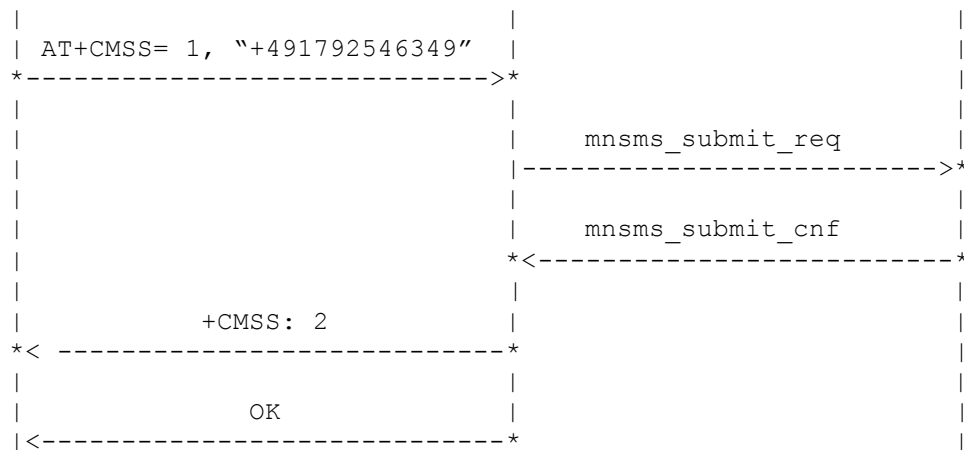 AT+CMSS= 1, “+491792546349”
mnsms_submit_req
mnsms_submit_cnf
+CMSS: 2
OK